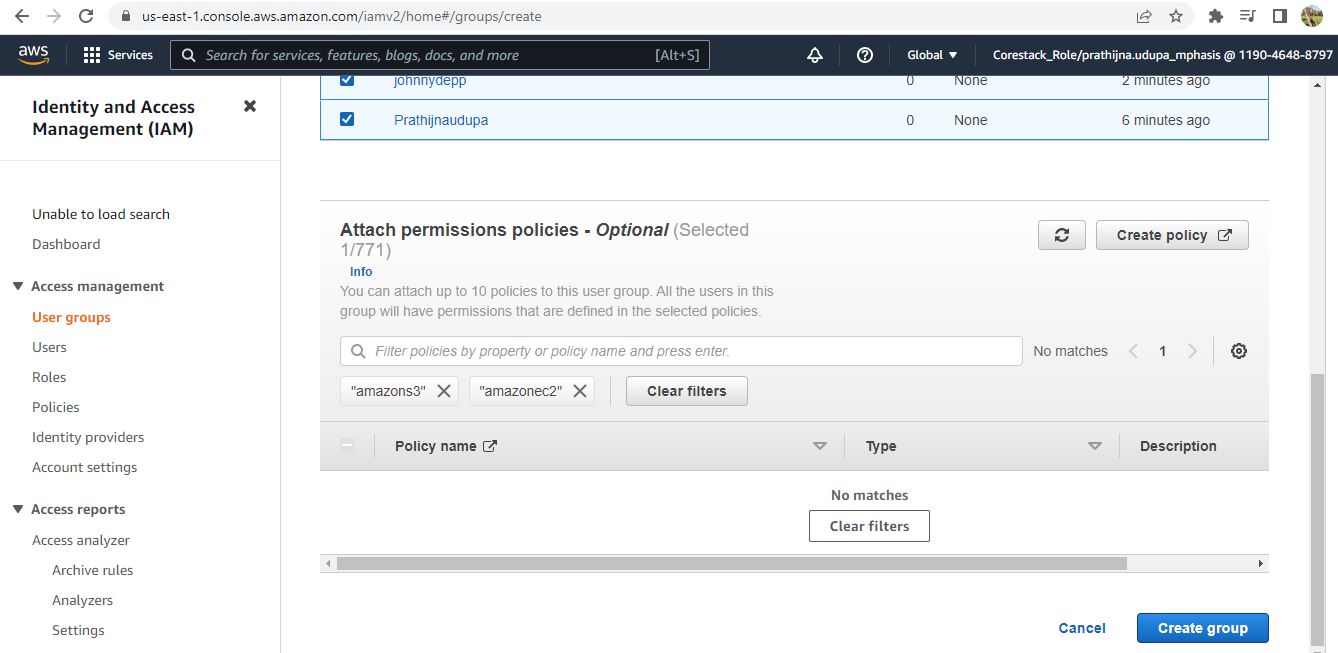 us-east-1.console.aws.amazon.com/iamv2/home#/groups/create
aws
Services
Search for services, features, blogs, docs, and more
[Alt+S]
Global
Corestack_Role/prathijna.udupa_mphasis @ 1190-4648-8797
Identity and Access
Management (IAM)
Unable to load search
Dashboard
Access management
User groups
Users
Roles
Policies
Identity providers
Account settings
Access reports
Access analyzer
Archive rules
Analyzers
Settings
johnnydepp 0 None 2 minutes ago
Prathijnaudupa 0 None 6 minutes ago
Attach permissions policies - Optional (Selected
1/771)
Info
You can attach up to 10 policies to this user group. All the users in this
group will have permissions that are defined in the selected policies.
Create policy
Filter policies by property or policy name and press enter.
No matches
1
"amazons3"
"amazonec2"
Clear filters
Policy name Type Description
No matches
Clear filters
Cancel
Create group